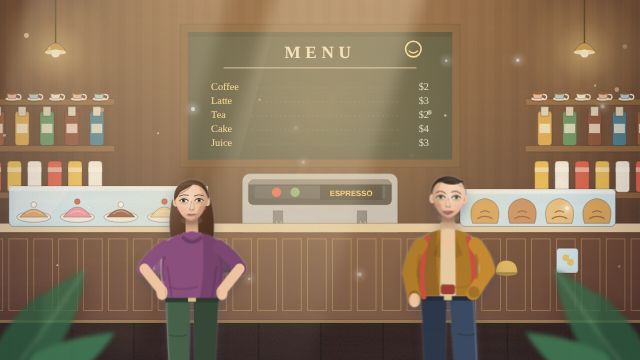 MENU
Coffee $2
Latte $3
Tea $2
Cake $4
Juice $3
ESPRESSO